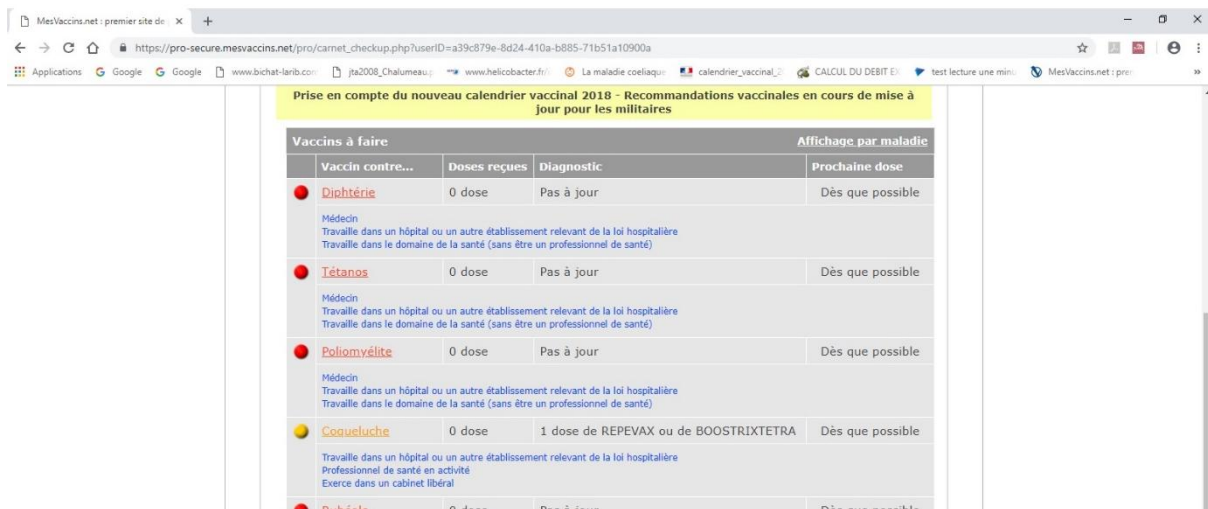 MesVaccins.net : premier site de
https://pro-secure.mesvaccins.net/pro/carnet_checkup.php?userID=a39c879e-8d24-410a-b885-71b51a10900a
Applications Google Google www.bichat-larib.com jta2008_Chalumeau.p www.helicobacter.fr/ La maladie coeliaque calendrier_vaccinal_2 CALCUL DU DEBIT EX test lecture une minu MesVaccins.net : pre »
Prise en compte du nouveau calendrier vaccinal 2018 - Recommandations vaccinales en cours de mise à
jour pour les militaires
Vaccins à faire Affichage par maladie
Vaccin contre... Doses reçues Diagnostic Prochaine dose
Diphtérie 0 dose Pas à jour Dès que possible
Médecin
Travaille dans un hôpital ou un autre établissement relevant de la loi hospitalière
Travaille dans le domaine de la santé (sans être un professionnel de santé)
Tétanos 0 dose Pas à jour Dès que possible
Médecin
Travaille dans un hôpital ou un autre établissement relevant de la loi hospitalière
Travaille dans le domaine de la santé (sans être un professionnel de santé)
Poliomyélite 0 dose Pas à jour Dès que possible
Médecin
Travaille dans un hôpital ou un autre établissement relevant de la loi hospitalière
Travaille dans le domaine de la santé (sans être un professionnel de santé)
Coqueluche 0 dose 1 dose de REPEVAX ou de BOOSTRIXTETRA Dès que possible
Travaille dans un hôpital ou un autre établissement relevant de la loi hospitalière
Professionnel de santé en activité
Exerce dans un cabinet libéral